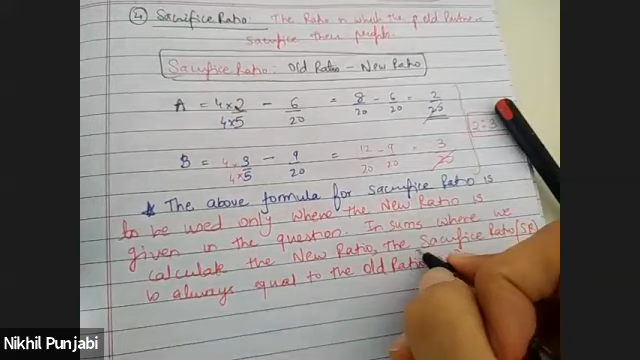 ④ Sacrifice Ratio: The Ratio in which the old Partners
Sacrifice their profit.
Sacrifice Ratio: Old Ratio - New Ratio
A = 4×2/4×5 - 6/20 = 8/20 - 6/20 = 2/20
2:3
B = 4×3/4×5 - 9/20 = 12/20 - 9/20 = 3/20
★ The above formula for Sacrifice Ratio is
to be used only where the New Ratio is
given in the question. In sums where we
calculate the New Ratio, the Sacrifice Ratio (SR)
is always equal to the Old Ratio
Nikhil Punjabi